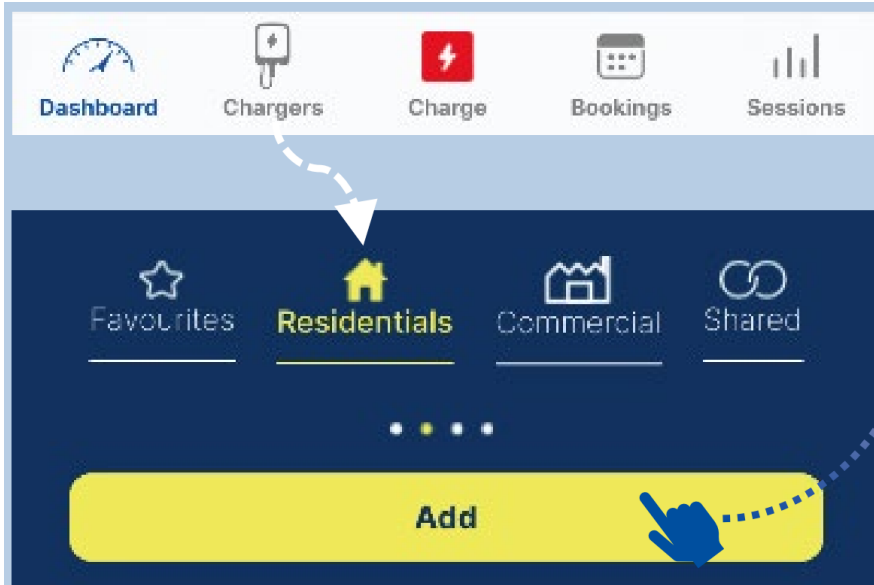 Dashboard Chargers Charge Bookings Sessions
Favourites Residentials Commercial Shared
Add